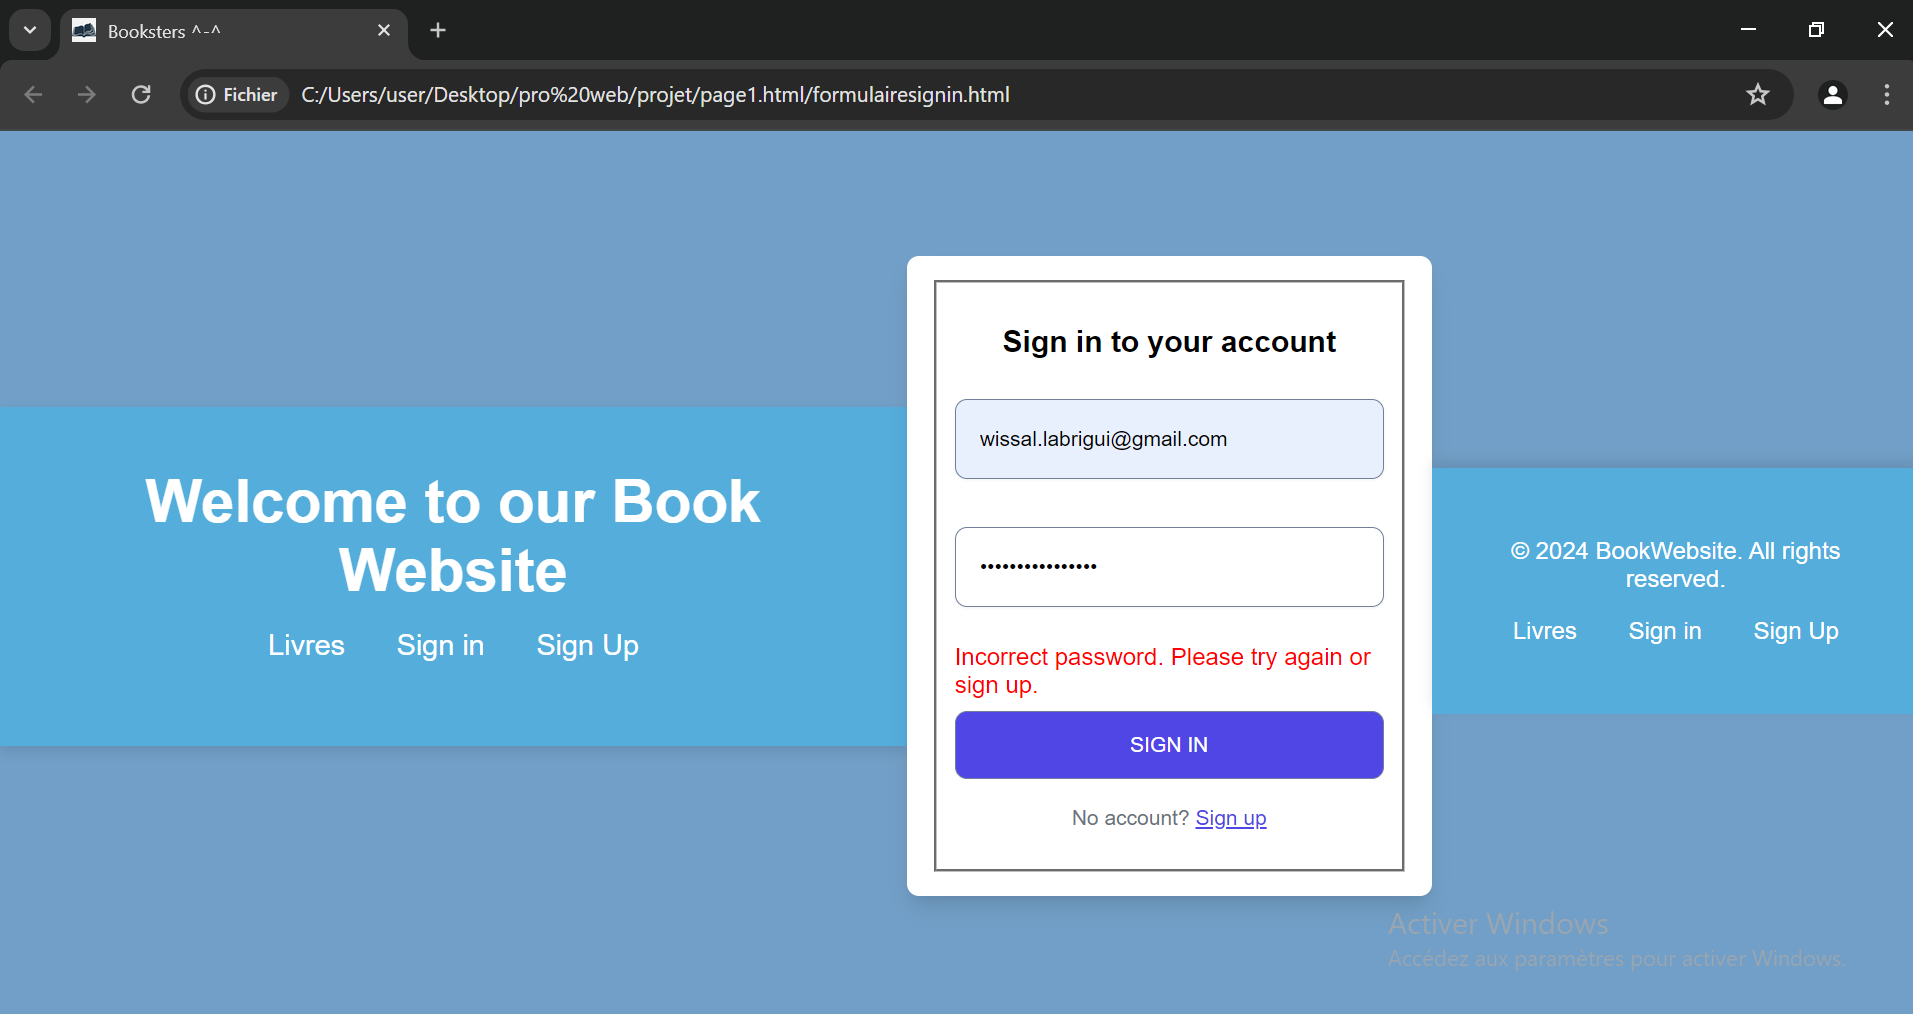 Booksters ^-^
Fichier
C:/Users/user/Desktop/pro%20web/projet/page1.html/formulairesignin.html
Welcome to our Book
Website
Livres
Sign in
Sign Up
Sign in to your account
wissal.labrigui@gmail.com
••••••••••••••••
Incorrect password. Please try again or
sign up.
SIGN IN
No account? Sign up
© 2024 BookWebsite. All rights
reserved.
Livres
Sign in
Sign Up
Activer Windows
Accédez aux paramètres pour activer Windows.